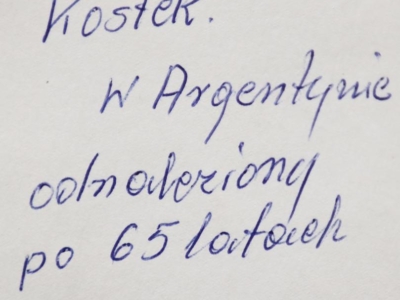 Kostek.
W Argentynie
odnaleziony
po 65 latach